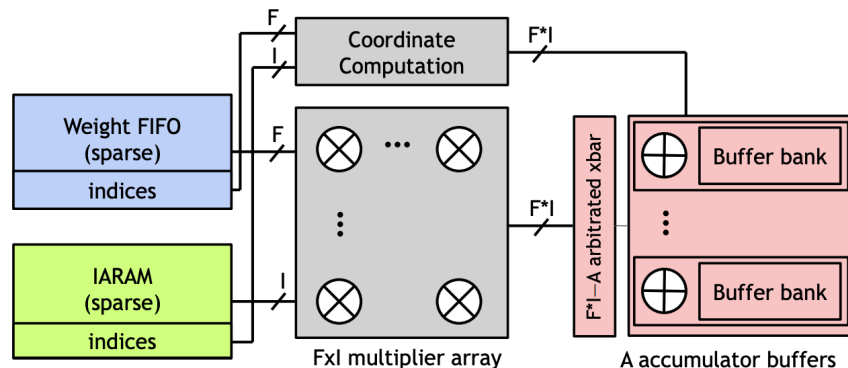 F
I
Coordinate
Computation
F*I
Weight FIFO
(sparse)
indices
F
•••
Buffer bank
F*I
F*I—A arbitrated xbar
IARAM
(sparse)
indices
I
Buffer bank
FxI multiplier array
A accumulator buffers